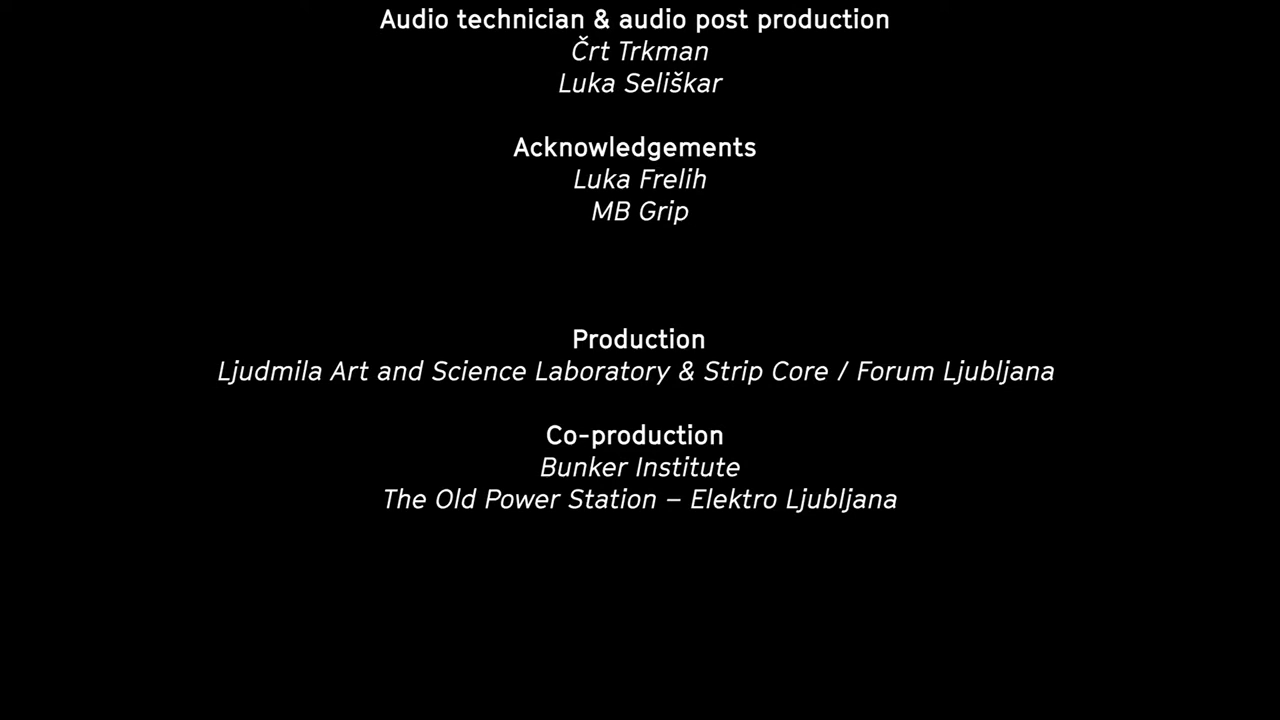 Audio technician & audio post production
Črt Trkman
Luka Seliškar
Acknowledgements
Luka Frelih
MB Grip
Production
Ljudmila Art and Science Laboratory & Strip Core / Forum Ljubljana
Co-production
Bunker Institute
The Old Power Station – Elektro Ljubljana